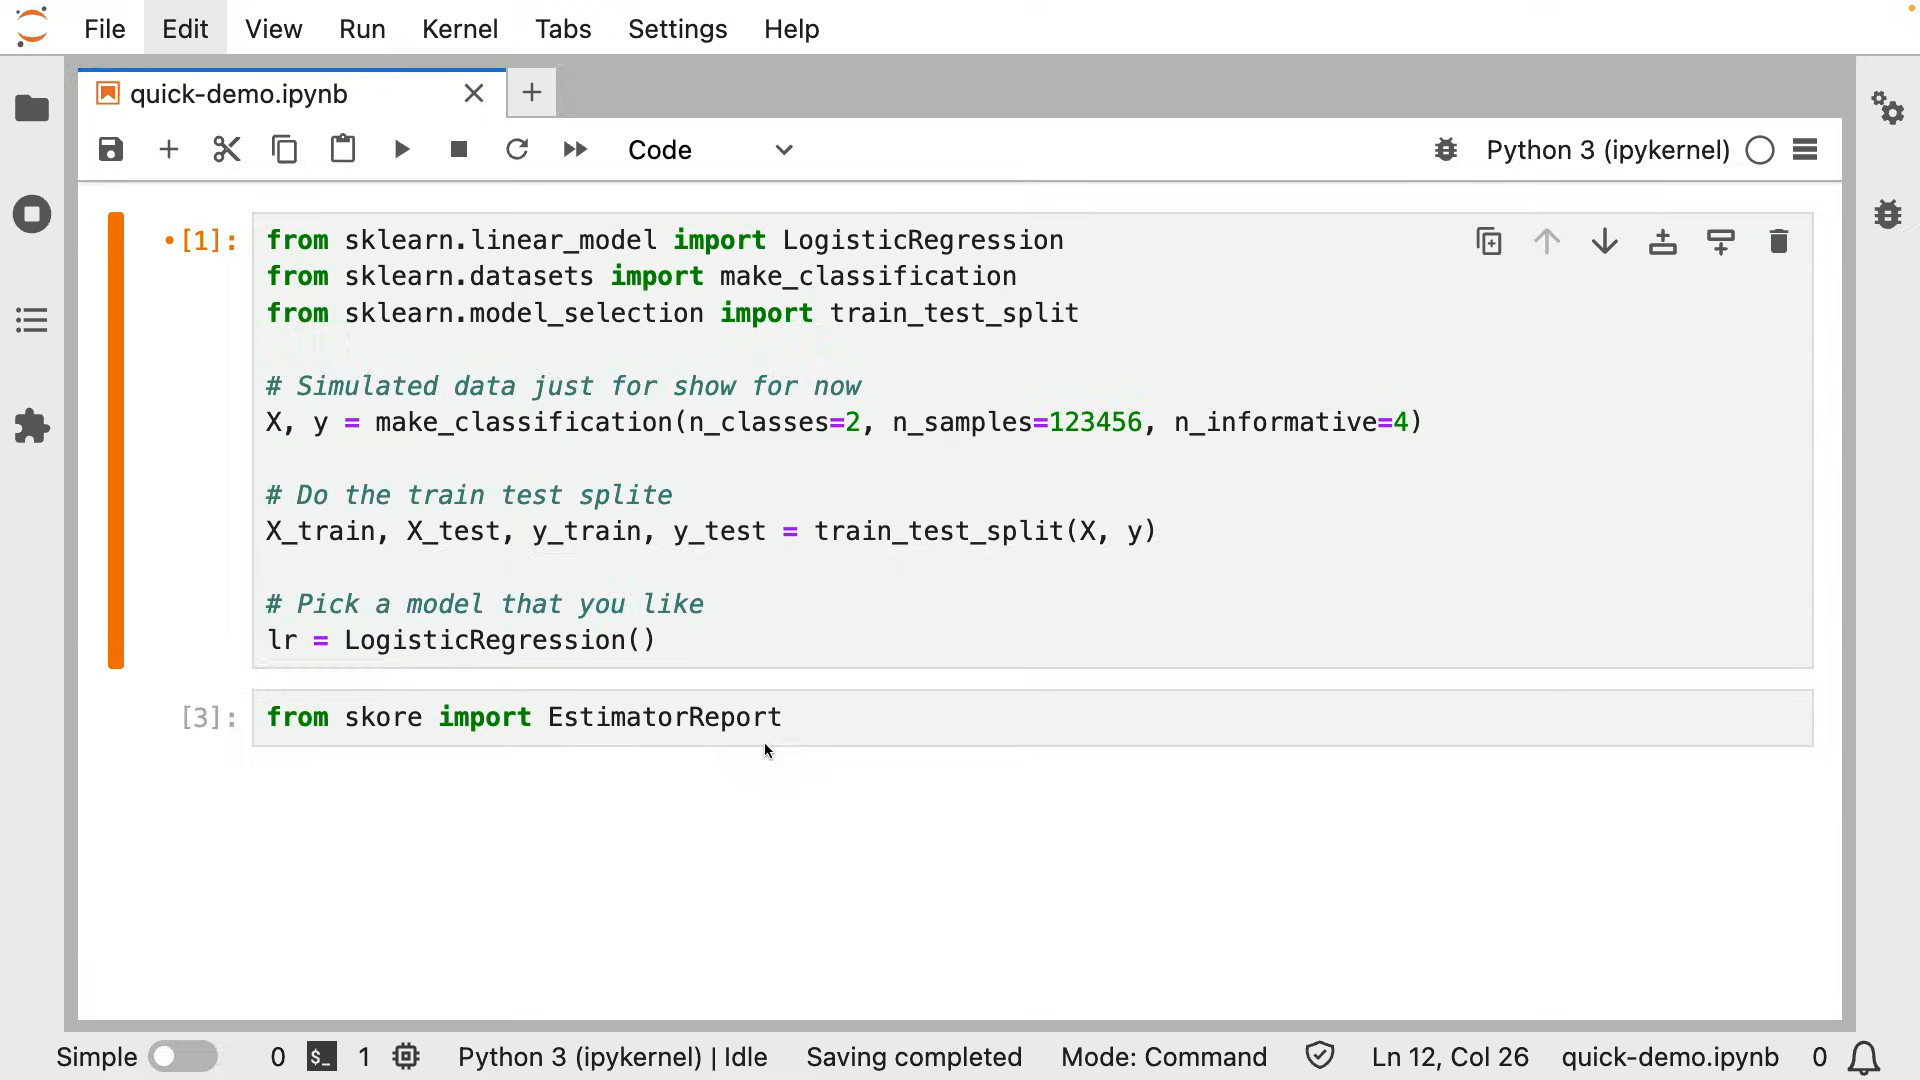 File Edit View Run Kernel Tabs Settings Help
quick-demo.ipynb
Code
Python 3 (ipykernel)
[1]:
from sklearn.linear_model import LogisticRegression
from sklearn.datasets import make_classification
from sklearn.model_selection import train_test_split
# Simulated data just for show for now
X, y = make_classification(n_classes=2, n_samples=123456, n_informative=4)
# Do the train test splite
X_train, X_test, y_train, y_test = train_test_split(X, y)
# Pick a model that you like
lr = LogisticRegression()
[3]:
from skore import EstimatorReport
Simple 0 $_ 1 Python 3 (ipykernel) | Idle Saving completed Mode: Command Ln 12, Col 26 quick-demo.ipynb 0